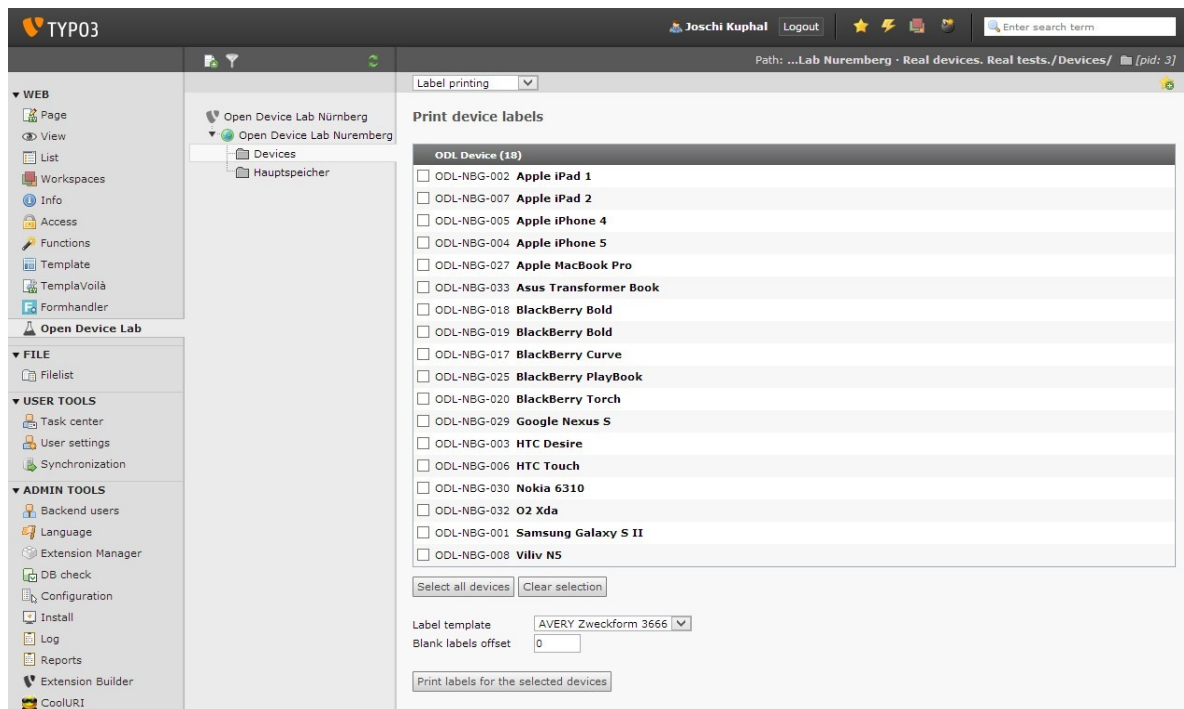 TYPO3
Joschi Kuphal Logout Enter search term
Path: ...Lab Nuremberg · Real devices. Real tests./Devices/ [pid: 3]
WEB
Page
View
List
Workspaces
Info
Access
Functions
Template
TemplaVoilà
Formhandler
Open Device Lab
FILE
Filelist
USER TOOLS
Task center
User settings
Synchronization
ADMIN TOOLS
Backend users
Language
Extension Manager
DB check
Configuration
Install
Log
Reports
Extension Builder
CoolURI
Open Device Lab Nürnberg
Open Device Lab Nuremberg
Devices
Hauptspeicher
Label printing
Print device labels
ODL Device (18)
ODL-NBG-002 Apple iPad 1
ODL-NBG-007 Apple iPad 2
ODL-NBG-005 Apple iPhone 4
ODL-NBG-004 Apple iPhone 5
ODL-NBG-027 Apple MacBook Pro
ODL-NBG-033 Asus Transformer Book
ODL-NBG-018 BlackBerry Bold
ODL-NBG-019 BlackBerry Bold
ODL-NBG-017 BlackBerry Curve
ODL-NBG-025 BlackBerry PlayBook
ODL-NBG-020 BlackBerry Torch
ODL-NBG-029 Google Nexus S
ODL-NBG-003 HTC Desire
ODL-NBG-006 HTC Touch
ODL-NBG-030 Nokia 6310
ODL-NBG-032 O2 Xda
ODL-NBG-001 Samsung Galaxy S II
ODL-NBG-008 Viliv N5
Select all devices Clear selection
Label template AVERY Zweckform 3666
Blank labels offset 0
Print labels for the selected devices